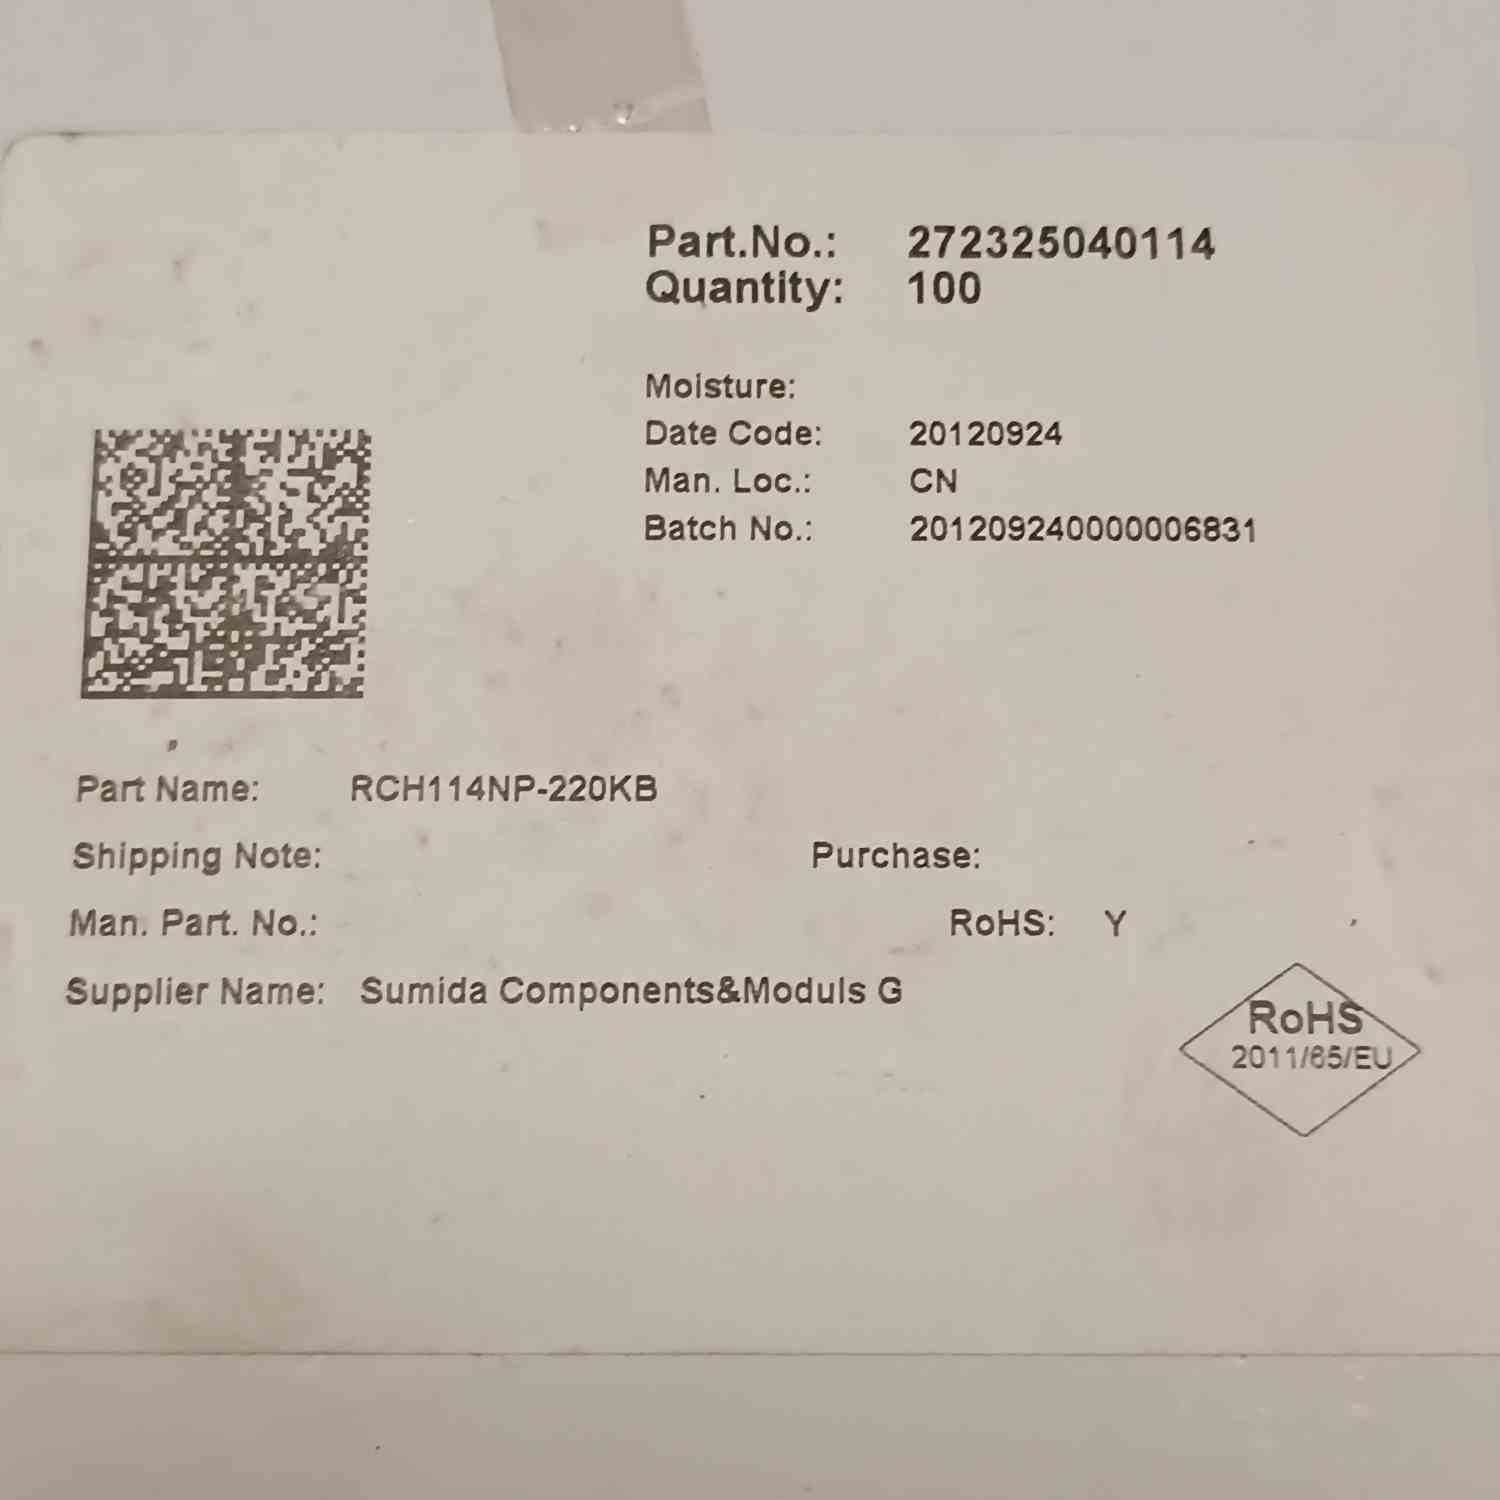 Part.No.: 272325040114
Quantity: 100
Moisture:
Date Code: 20120924
Man. Loc.: CN
Batch No.: 201209240000006831
Part Name: RCH114NP-220KB
Shipping Note: Purchase:
Man. Part. No.: RoHS: Y
Supplier Name: Sumida Components&Moduls G
RoHS
2011/65/EU